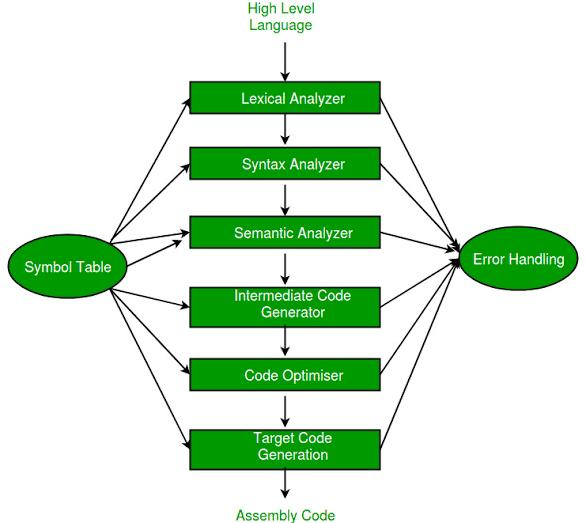 High Level
Language
Lexical Analyzer
Syntax Analyzer
Semantic Analyzer
Symbol Table
Error Handling
Intermediate Code
Generator
Code Optimiser
Target Code
Generation
Assembly Code